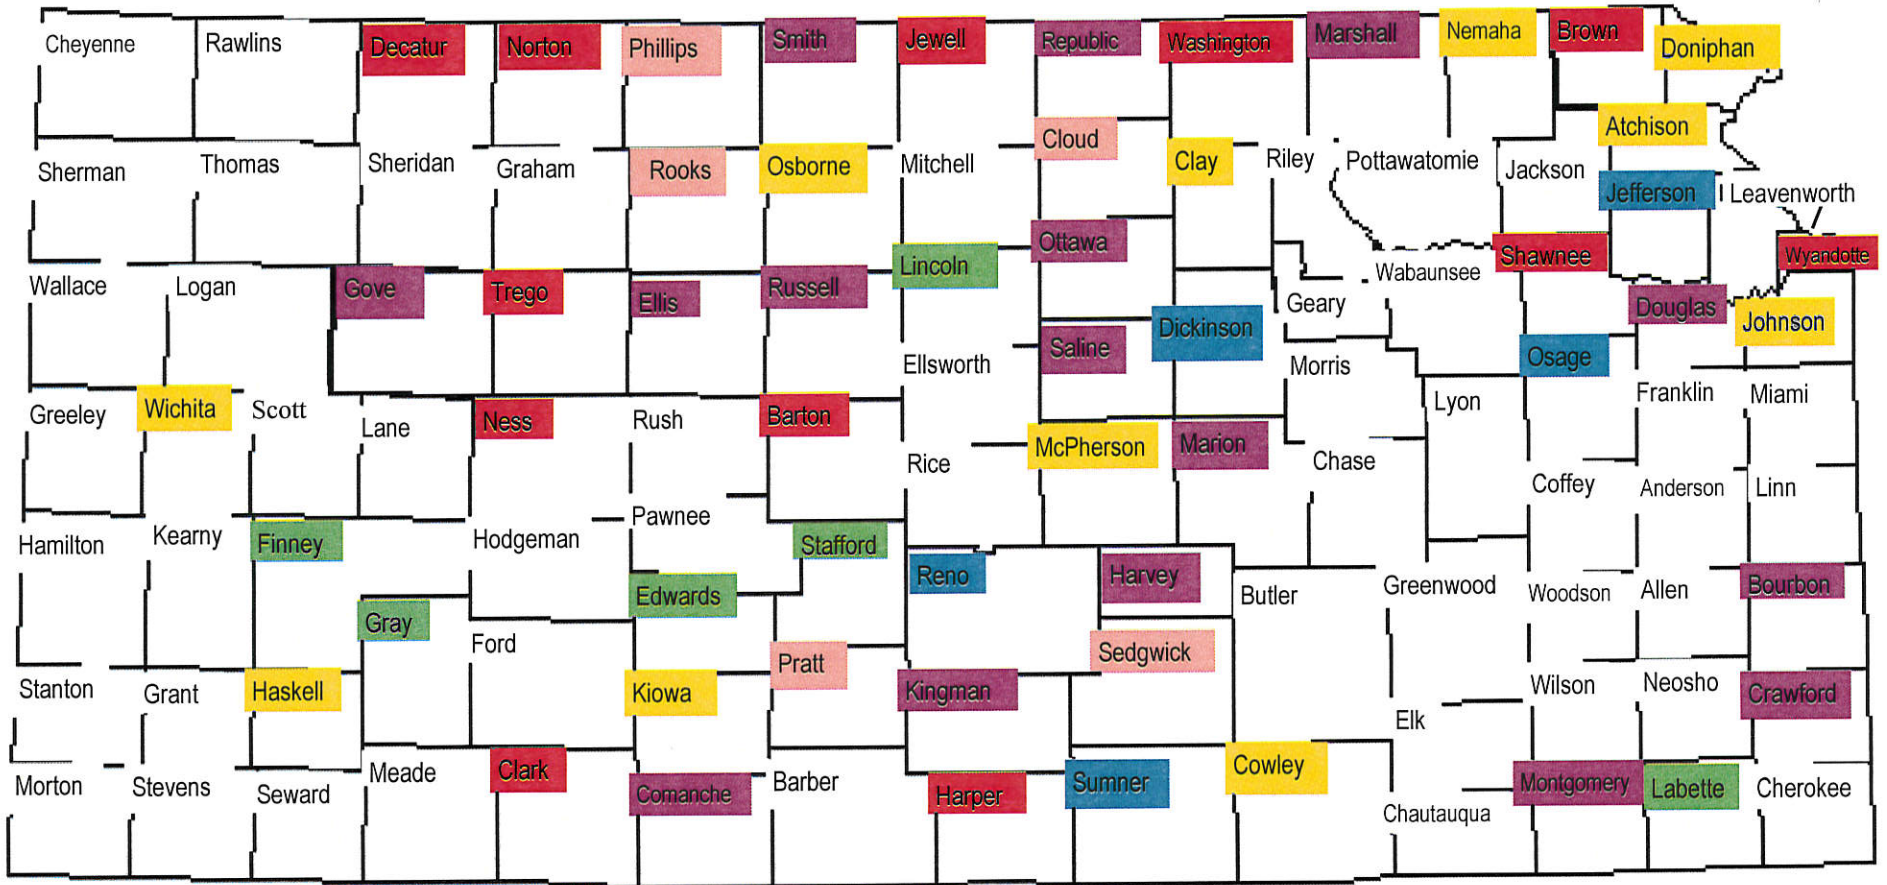 Cheyenne
Rawlins
Decatur
Norton
Phillips
Smith
Jewell
Republic
Washington
Marshall
Nemaha
Brown
Doniphan
Sherman
Thomas
Sheridan
Graham
Rooks
Osborne
Mitchell
Cloud
Clay
Riley
Pottawatomie
Jackson
Atchison
Jefferson
Leavenworth
Wallace
Logan
Gove
Trego
Ellis
Russell
Lincoln
Ottawa
Saline
Dickinson
Geary
Wabaunsee
Shawnee
Wyandotte
Douglas
Johnson
Greeley
Wichita
Scott
Lane
Ness
Rush
Barton
Ellsworth
Rice
McPherson
Marion
Morris
Chase
Lyon
Osage
Franklin
Miami
Hamilton
Kearny
Finney
Hodgeman
Pawnee
Edwards
Stafford
Reno
Harvey
Butler
Greenwood
Coffey
Anderson
Linn
Woodson
Allen
Bourbon
Stanton
Grant
Haskell
Gray
Ford
Kiowa
Pratt
Kingman
Sedgwick
Elk
Wilson
Neosho
Crawford
Morton
Stevens
Seward
Meade
Clark
Comanche
Barber
Harper
Sumner
Cowley
Chautauqua
Montgomery
Labette
Cherokee